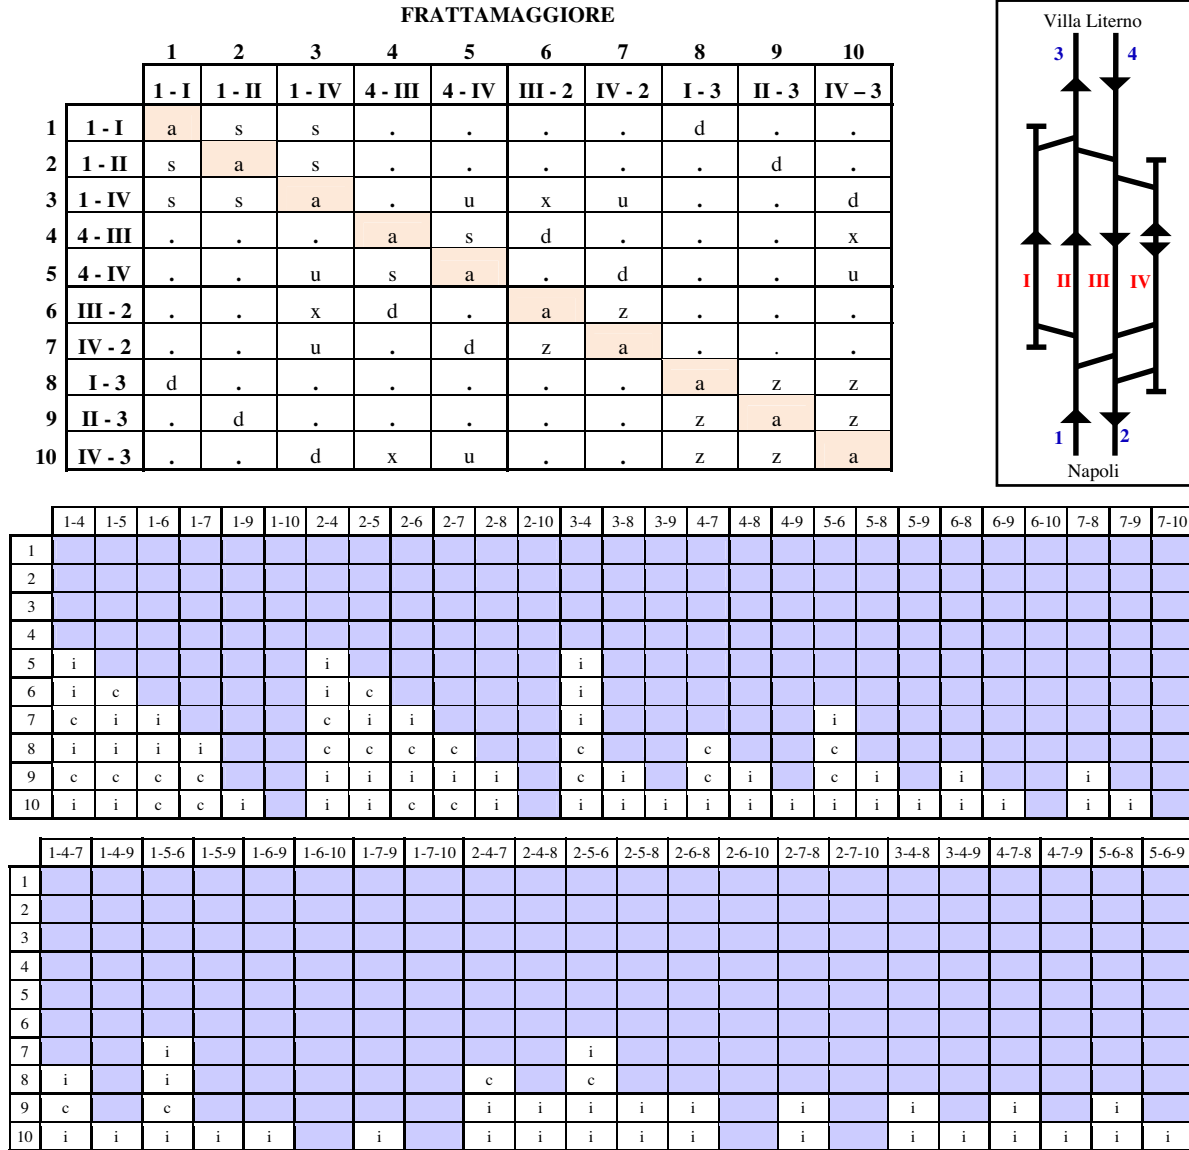 FRATTAMAGGIORE
1 2 3 4 5 6 7 8 9 10
1 - I 1 - II 1 - IV 4 - III 4 - IV III - 2 IV - 2 I - 3 II - 3 IV – 3
1 1 - I a s s . . . . d . .
2 1 - II s a s . . . . . d .
3 1 - IV s s a . u x u . . d
4 4 - III . . . a s d . . . x
5 4 - IV . . u s a . d . . u
6 III - 2 . . x d . a z . . .
7 IV - 2 . . u . d z a . . .
8 I - 3 d . . . . . . a z z
9 II - 3 . d . . . . . z a z
10 IV - 3 . . d x u . . z z a
Villa Literno
3 4
I II III IV
1 2
Napoli
1-4 1-5 1-6 1-7 1-9 1-10 2-4 2-5 2-6 2-7 2-8 2-10 3-4 3-8 3-9 4-7 4-8 4-9 5-6 5-8 5-9 6-8 6-9 6-10 7-8 7-9 7-10
1
2
3
4
5 i i i
6 i c i c i
7 c i i c i i i i
8 i i i i c c c c c c c
9 c c c c i i i i i c i c i c i i i
10 i i c c i i i c c i i i i i i i i i i i i i i
1-4-7 1-4-9 1-5-6 1-5-9 1-6-9 1-6-10 1-7-9 1-7-10 2-4-7 2-4-8 2-5-6 2-5-8 2-6-8 2-6-10 2-7-8 2-7-10 3-4-8 3-4-9 4-7-8 4-7-9 5-6-8 5-6-9
1
2
3
4
5
6
7 i i
8 i i c c
9 c c i i i i i i i i i
10 i i i i i i i i i i i i i i i i i i